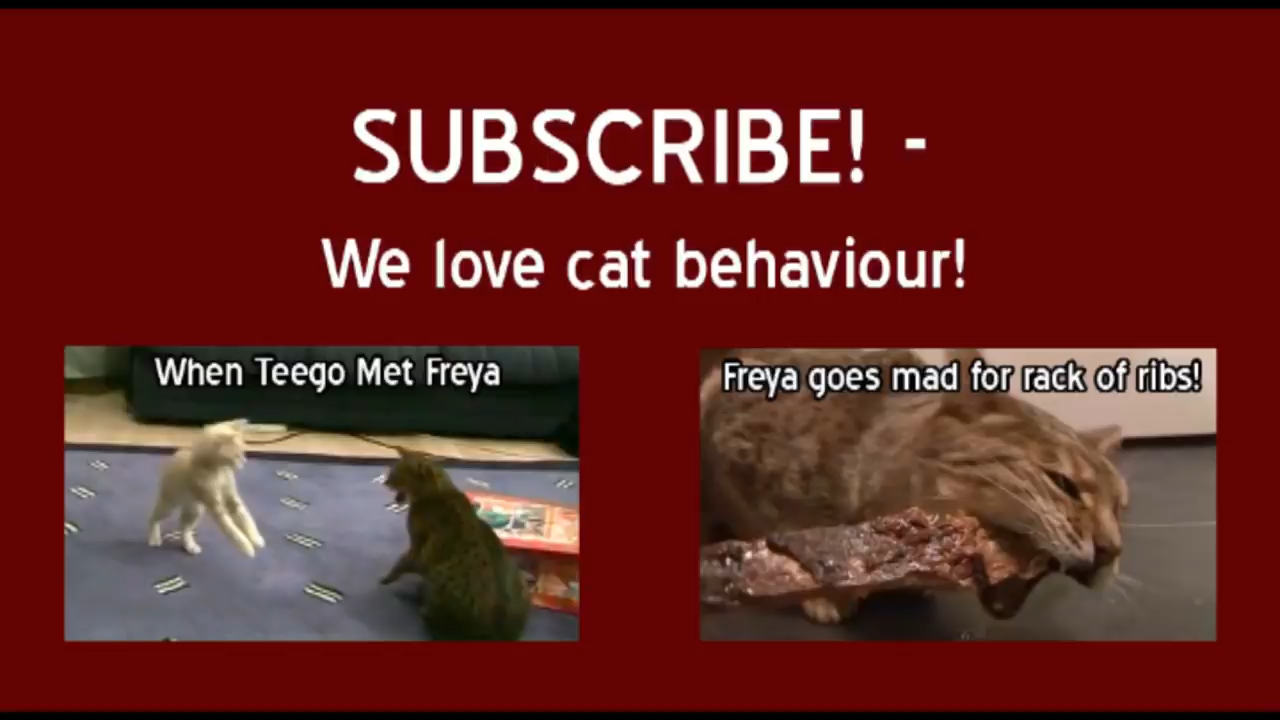 SUBSCRIBE! -
We love cat behaviour!
When Teego Met Freya
Freya goes mad for rack of ribs!